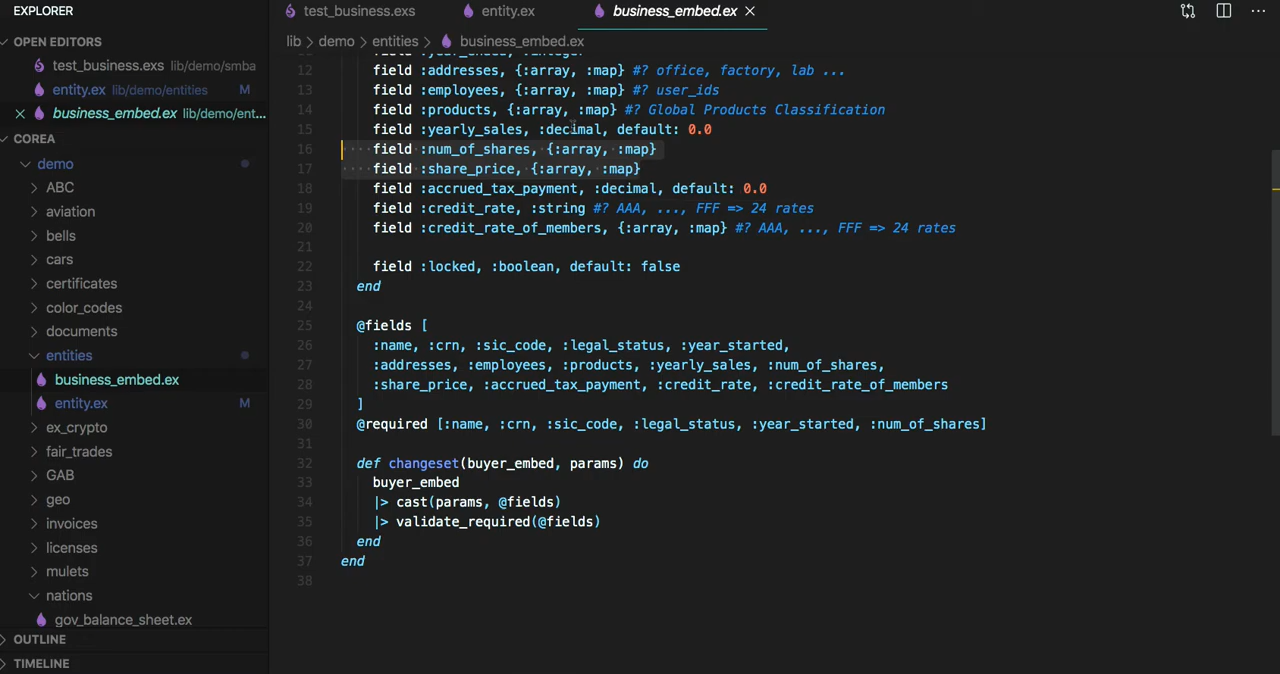 EXPLORER
test_business.exs
entity.ex
business_embed.ex
OPEN EDITORS
test_business.exs lib/demo/smba
entity.ex lib/demo/entities M
business_embed.ex lib/demo/ent...
COREA
demo
ABC
aviation
bells
cars
certificates
color_codes
documents
entities
business_embed.ex
entity.ex M
ex_crypto
fair_trades
GAB
geo
invoices
licenses
mulets
nations
gov_balance_sheet.ex
OUTLINE
TIMELINE
lib > demo > entities > business_embed.ex
12 field :addresses, {:array, :map} #? office, factory, lab ...
13 field :employees, {:array, :map} #? user_ids
14 field :products, {:array, :map} #? Global Products Classification
15 field :yearly_sales, :decimal, default: 0.0
16 field :num_of_shares, {:array, :map}
17 field :share_price, {:array, :map}
18 field :accrued_tax_payment, :decimal, default: 0.0
19 field :credit_rate, :string #? AAA, ..., FFF => 24 rates
20 field :credit_rate_of_members, {:array, :map} #? AAA, ..., FFF => 24 rates
21
22 field :locked, :boolean, default: false
23 end
24
25 @fields [
26 :name, :crn, :sic_code, :legal_status, :year_started,
27 :addresses, :employees, :products, :yearly_sales, :num_of_shares,
28 :share_price, :accrued_tax_payment, :credit_rate, :credit_rate_of_members
29 ]
30 @required [:name, :crn, :sic_code, :legal_status, :year_started, :num_of_shares]
31
32 def changeset(buyer_embed, params) do
33 buyer_embed
34 |> cast(params, @fields)
35 |> validate_required(@fields)
36 end
37 end
38